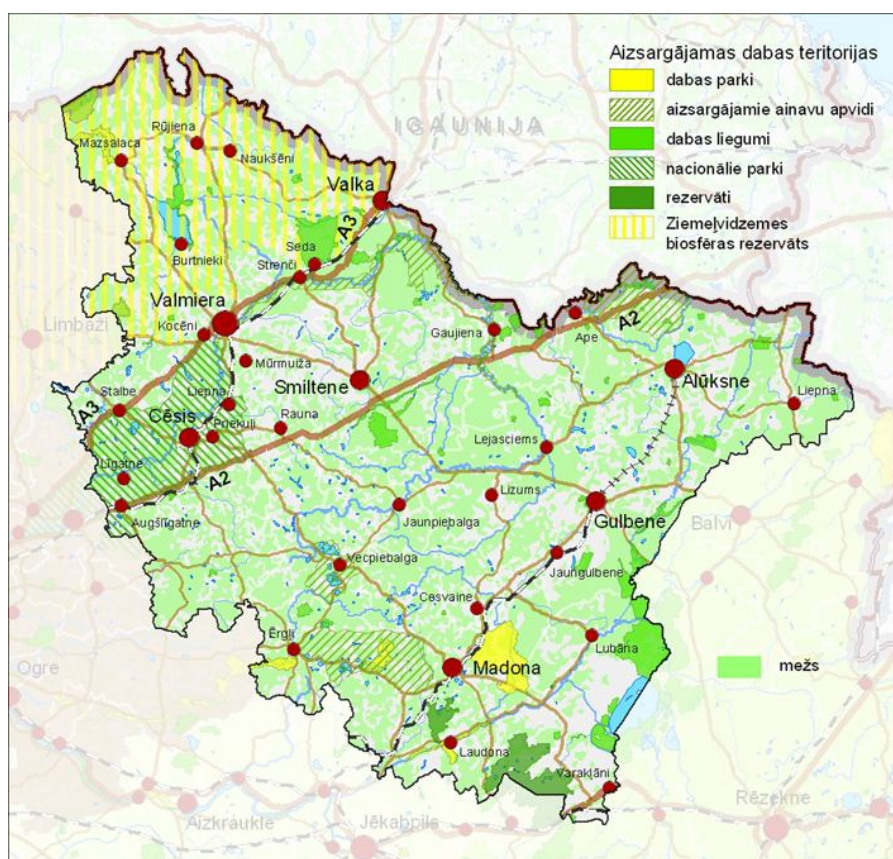 Aizsargājamas dabas teritorijas
dabas parki
aizsargājamie ainavu apvidi
dabas liegumi
nacionālie parki
rezervāti
Ziemeļvidzemes
biosfēras rezervāts
IGAUNIJA
Rūjiena
Mazsalaca
Naukšēni
Valka
A3
Seda
Burtnieki
Strenči
Valmiera
Limbaži
Kocēni
Gaujiena
Ape
A2
Mūrmuiža
Smiltene
Alūksne
Stalbe
Liepna
Liepna
A3
Cēsis
Priekuļi
Rauna
Lejasciems
Līgatne
A2
Lizums
Augšlīgatne
Jaunpiebalga
Gulbene
Balvi
Vecpiebalga
Jaungulbene
Cesvaine
Ērgļi
Lubāna
Ogre
Madona
mežs
Laudona
Varakļāni
Aizkraukle
Jēkabpils
Rēzekne